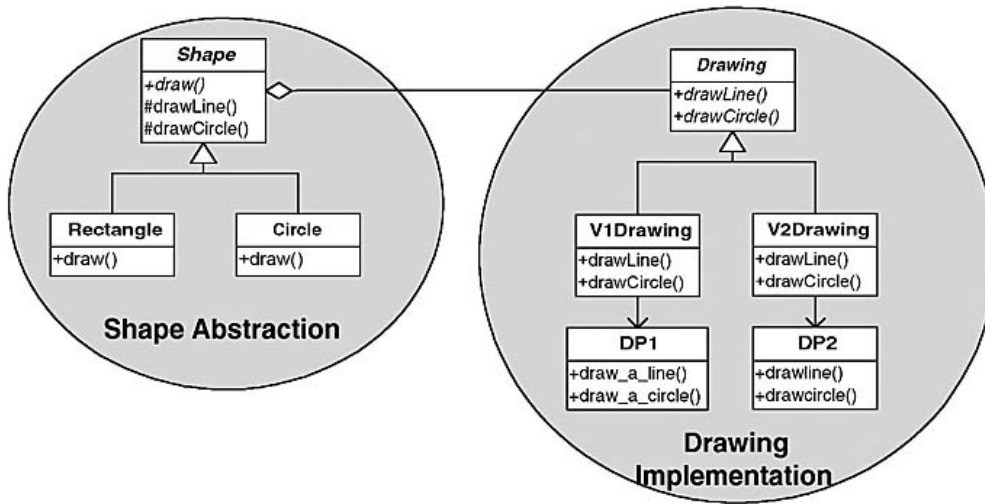 Shape
+draw()
#drawLine()
#drawCircle()
Rectangle
+draw()
Circle
+draw()
Shape Abstraction
Drawing
+drawLine()
+drawCircle()
V1Drawing
+drawLine()
+drawCircle()
V2Drawing
+drawLine()
+drawCircle()
DP1
+draw_a_line()
+draw_a_circle()
DP2
+drawline()
+drawcircle()
Drawing
Implementation